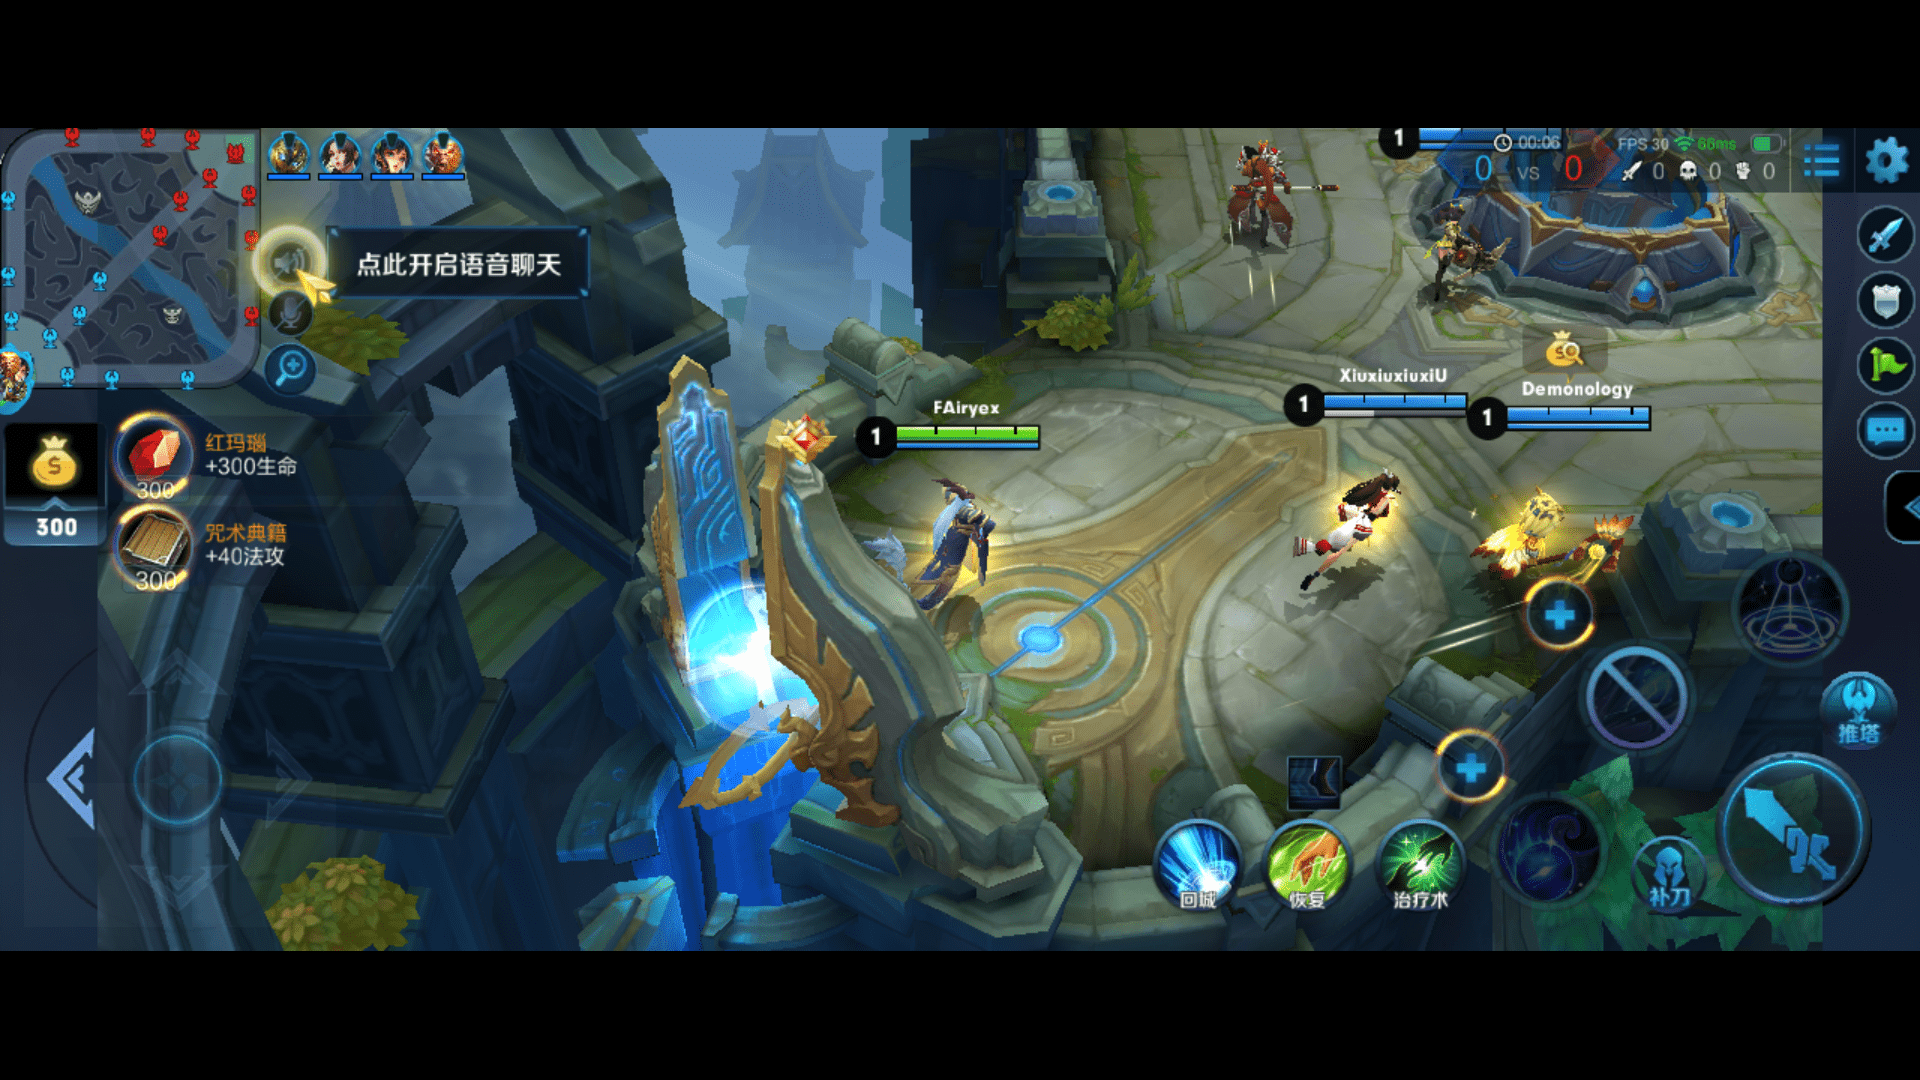 1
00:06
FPS 30
68ms
0 VS 0
0
0
0
点此开启语音聊天
红玛瑙
+300生命
300
300
咒术典籍
+40法攻
300
FAiryex
1
XiuxiuxiuxiU
1
Demonology
1
推塔
回城
恢复
治疗术
补刀